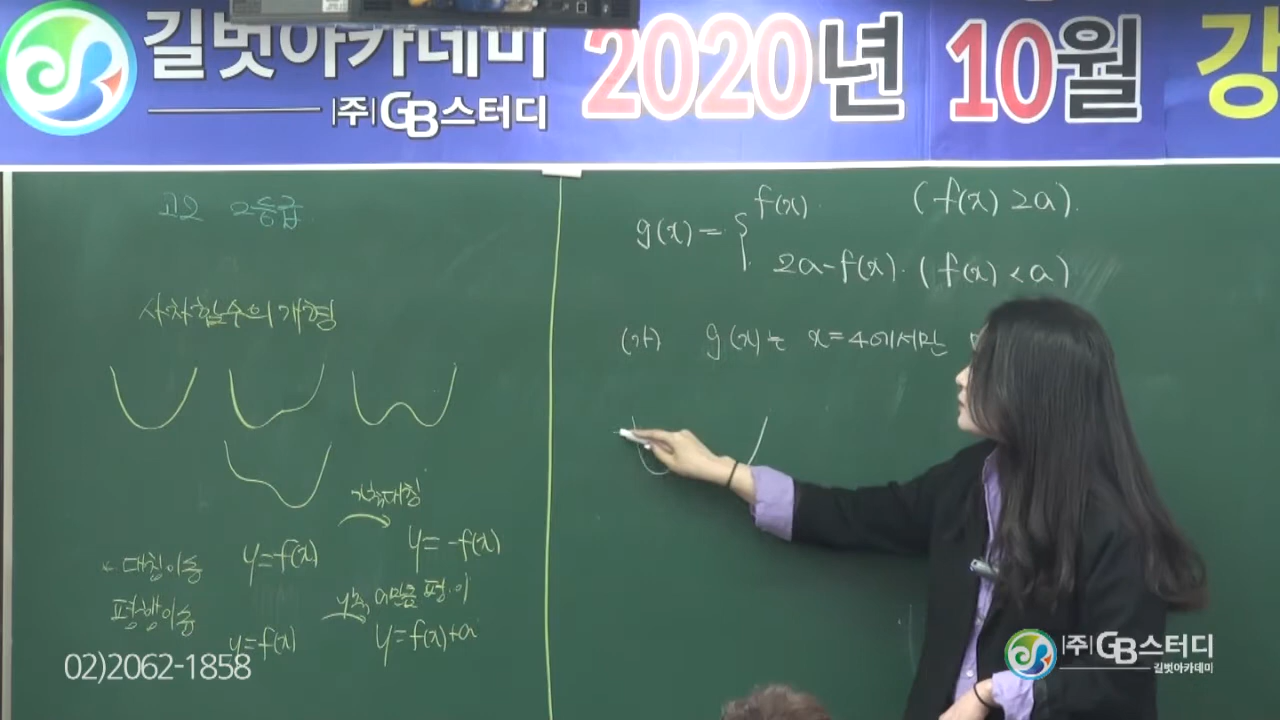 길벗아카데미
|주| GB스터디
2020년 10월 강
고2 2등급
사차함수의 개형
x축대칭
대칭이동 y=f(x) y=-f(x)
평행이동 y=f(x) y축, a만큼 평·이 y=f(x)+a
g(x)= { f(x). (f(x)≥a).
2a-f(x). (f(x)<a)
(가) g(x)는 x=4에서만
02)2062-1858
|주| GB스터디
길벗아카데미